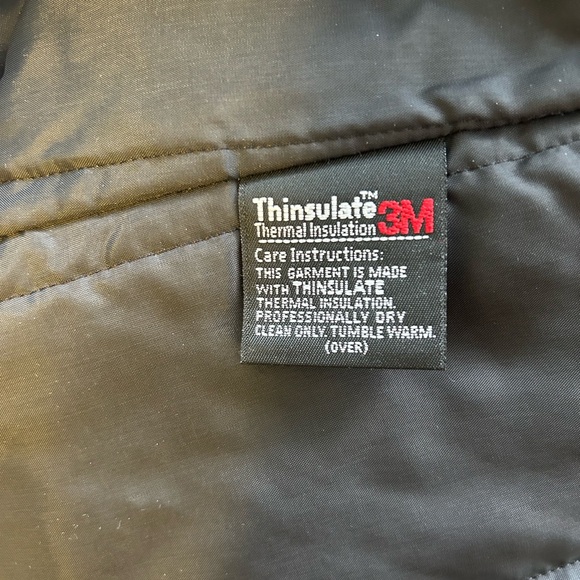 Thinsulate™ 3M
Thermal Insulation
Care Instructions:
THIS GARMENT IS MADE
WITH THINSULATE
THERMAL INSULATION.
PROFESSIONALLY DRY
CLEAN ONLY. TUMBLE WARM.
(OVER)